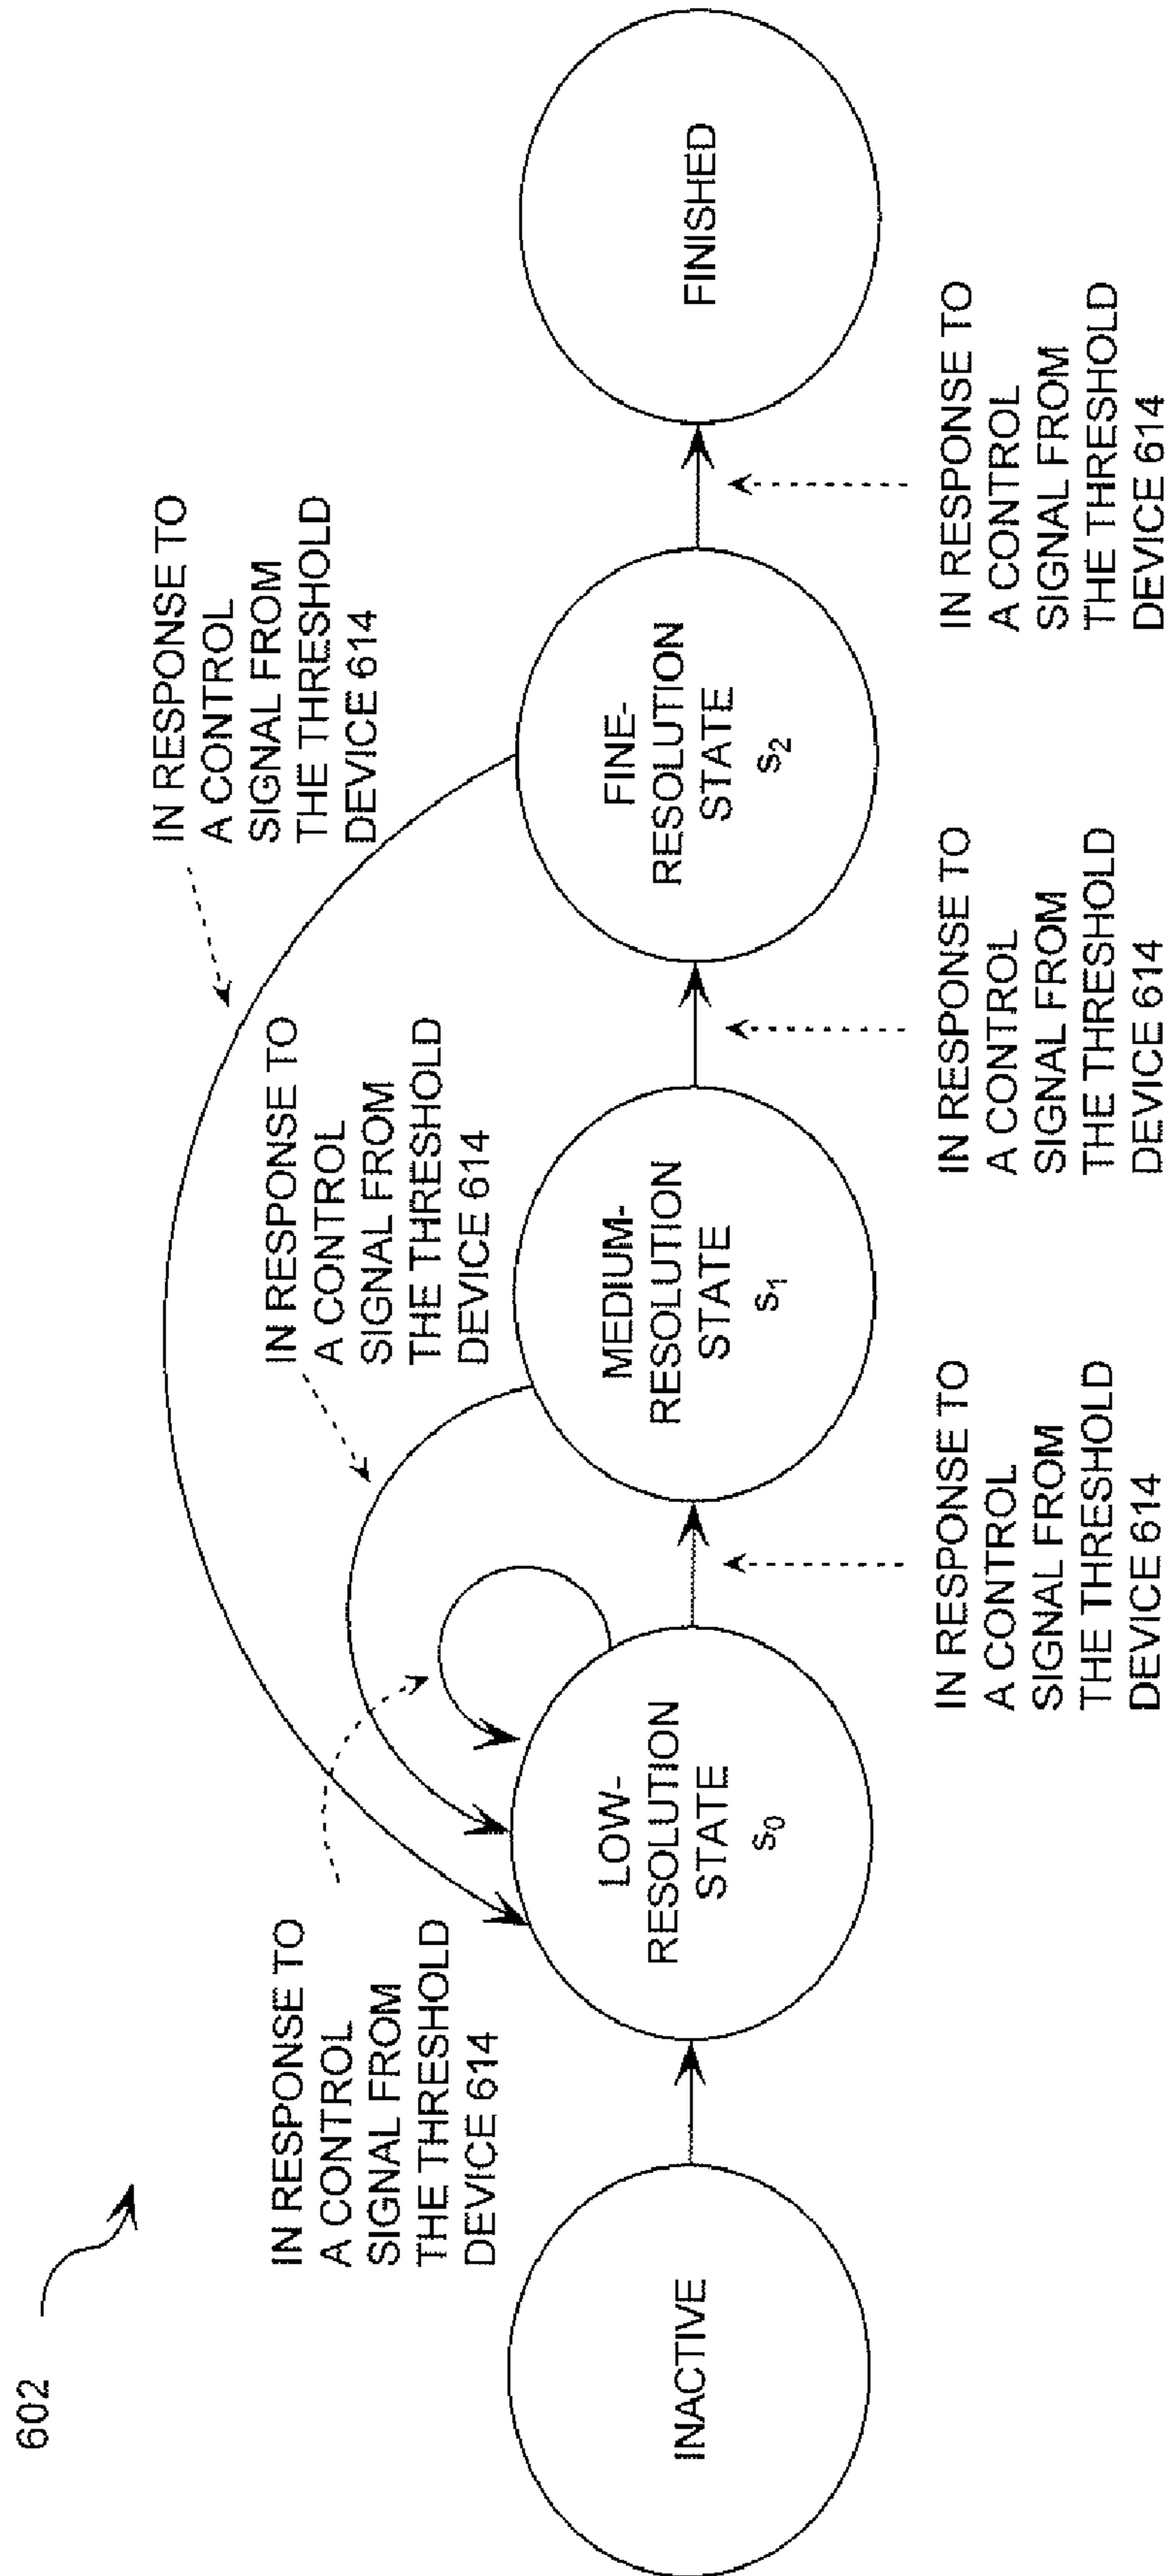 602
IN RESPONSE TO
A CONTROL
SIGNAL FROM
THE THRESHOLD
DEVICE 614
IN RESPONSE TO
A CONTROL
SIGNAL FROM
THE THRESHOLD
DEVICE 614
IN RESPONSE TO
A CONTROL
SIGNAL FROM
THE THRESHOLD
DEVICE 614
INACTIVE
LOW-
RESOLUTION
STATE
s₀
MEDIUM-
RESOLUTION
STATE
s₁
FINE-
RESOLUTION
STATE
s₂
FINISHED
IN RESPONSE TO
A CONTROL
SIGNAL FROM
THE THRESHOLD
DEVICE 614
IN RESPONSE TO
A CONTROL
SIGNAL FROM
THE THRESHOLD
DEVICE 614
IN RESPONSE TO
A CONTROL
SIGNAL FROM
THE THRESHOLD
DEVICE 614